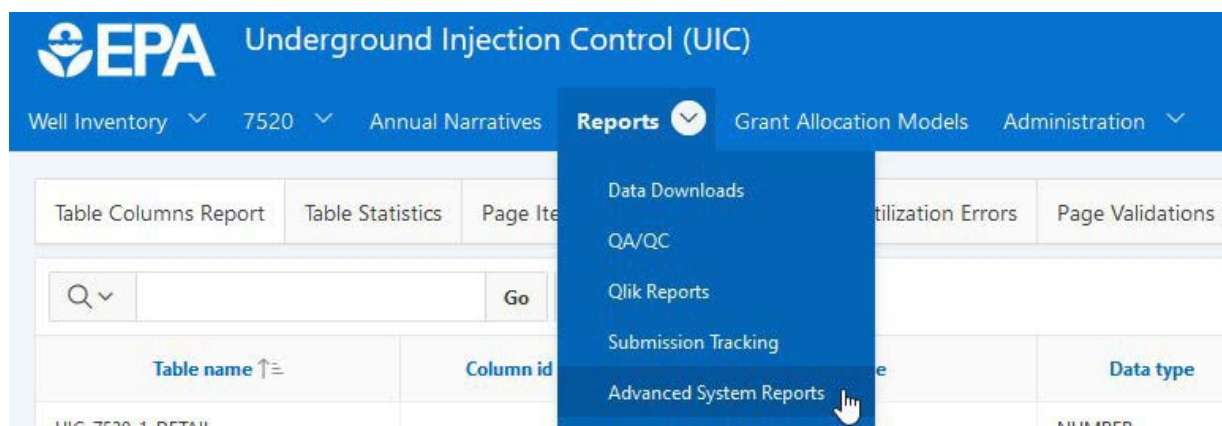 EPA Underground Injection Control (UIC)
Well Inventory 7520 Annual Narratives Reports Grant Allocation Models Administration
Data Downloads
Table Columns Report Table Statistics Page Ite tilization Errors Page Validations
QA/QC
Go Qlik Reports
Submission Tracking
Table name Column id e Data type
Advanced System Reports